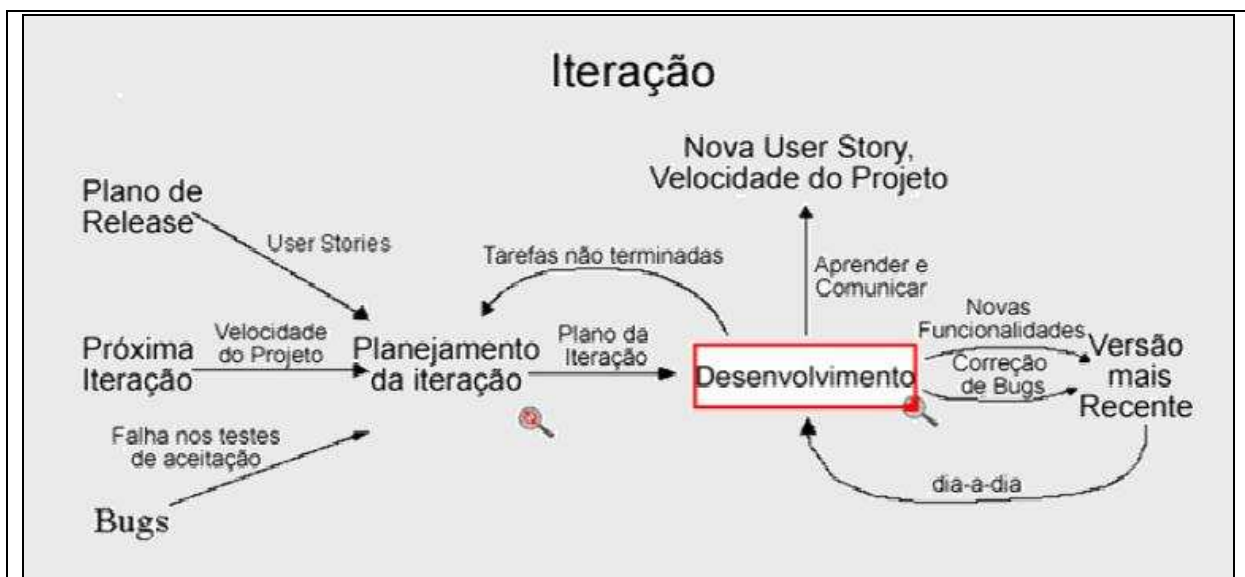 Iteração
Nova User Story,
Velocidade do Projeto
Plano de
Release
User Stories
Tarefas não terminadas
Aprender e
Comunicar
Novas
Funcionalidades
Próxima
Iteração
Velocidade
do Projeto
Planejamento
da iteração
Plano da
Iteração
Desenvolvimento
Correção
de Bugs
Versão
mais
Recente
Falha nos testes
de aceitação
Bugs
dia-a-dia